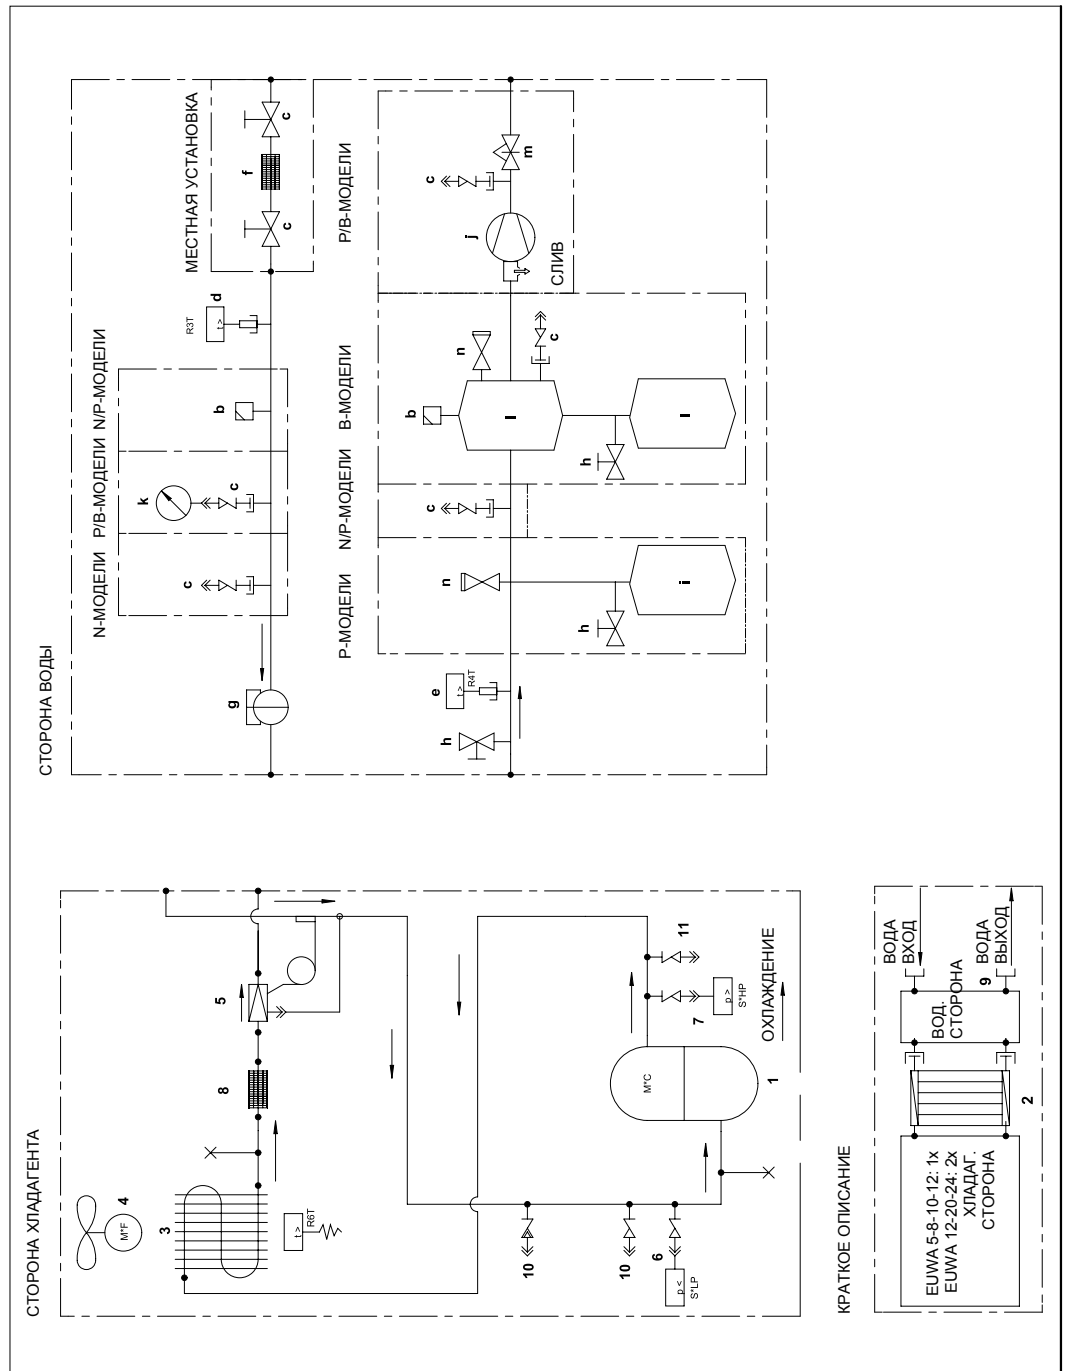 СТОРОНА ВОДЫ
N-МОДЕЛИ
P/B-МОДЕЛИ
N/P-МОДЕЛИ
МЕСТНАЯ УСТАНОВКА
g
c
k
c
b
R3T
t >
d
c
f
c
P-МОДЕЛИ
N/P-МОДЕЛИ
B-МОДЕЛИ
P/B-МОДЕЛИ
h
e
t >
R4T
n
h
i
c
b
n
l
c
h
l
СЛИВ
j
c
m
СТОРОНА ХЛАДАГЕНТА
M*F
4
3
t >
R6T
8
5
10
10
6
p <
S*LP
M*C
1
7
p >
S*HP
11
ОХЛАЖДЕНИЕ
КРАТКОЕ ОПИСАНИЕ
EUWA 5-8-10-12: 1x
EUWA 12-20-24: 2x
ХЛАДАГ.
СТОРОНА
2
ВОД.
СТОРОНА
ВОДА
ВХОД
9
ВОДА
ВЫХОД